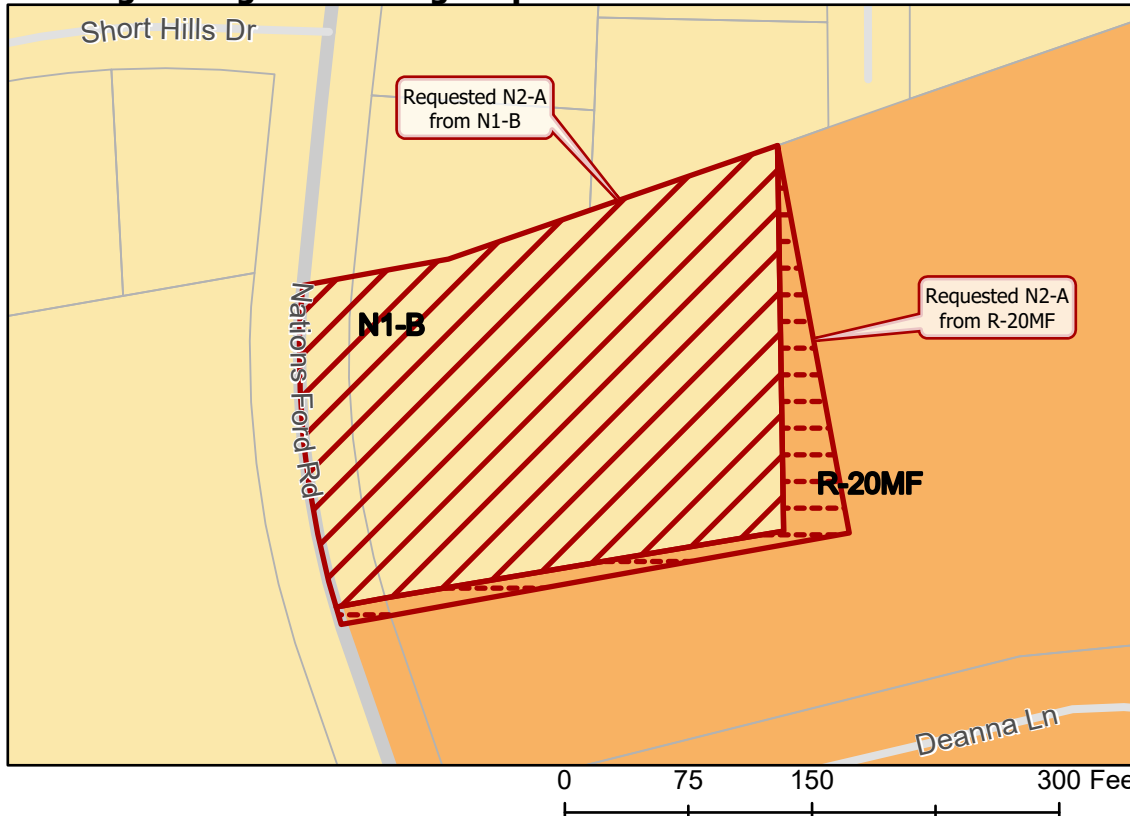 Short Hills Dr
Requested N2-A
from N1-B
Requested N2-A
from R-20MF
Nations Ford Rd
N1-B
R-20MF
Deanna Ln
0 75 150 300 Fee